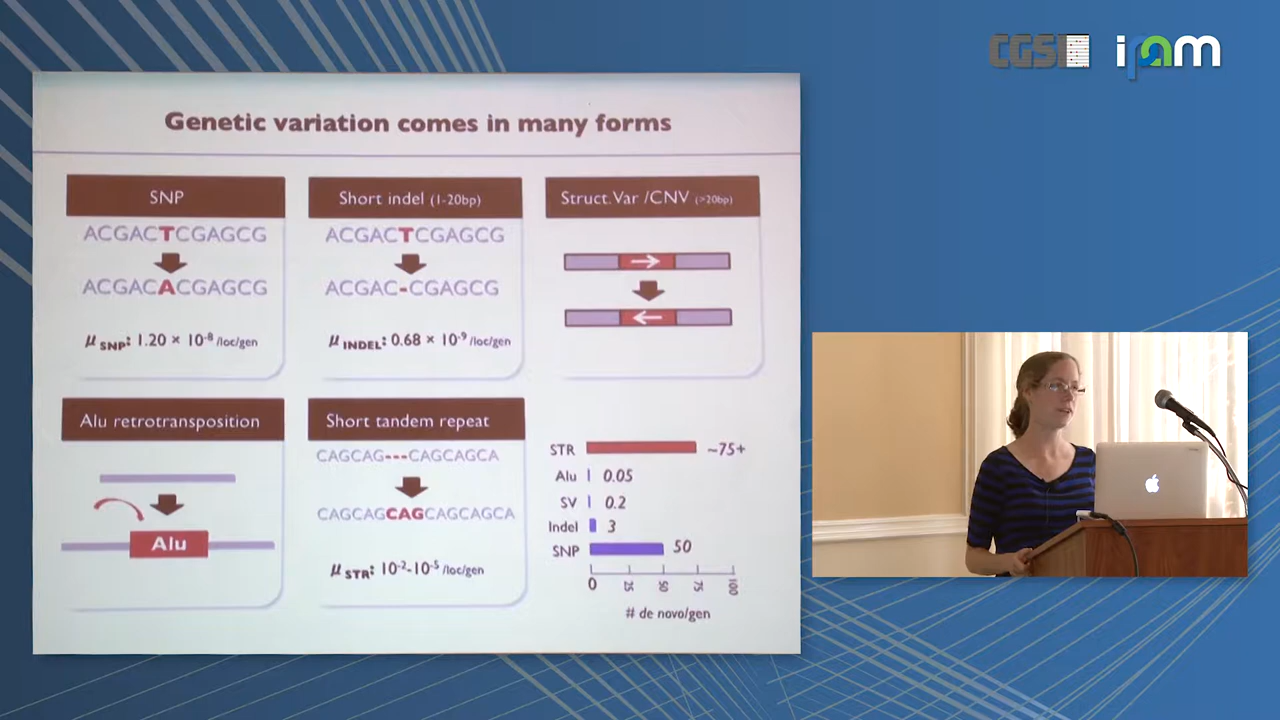 CGSI
ipam
Genetic variation comes in many forms
SNP
ACGACTCGAGCG
ACGACACGAGCG
μ SNP: 1.20 × 10-8 /loc/gen
Short indel (1-20bp)
ACGACTCGAGCG
ACGAC-CGAGCG
μ INDEL: 0.68 × 10-9 /loc/gen
Struct. Var /CNV (>20bp)
Alu retrotransposition
Alu
Short tandem repeat
CAGCAG---CAGCAGCA
CAGCAGCAGCAGCAGCA
μ STR: 10-2-10-5 /loc/gen
STR ~75+
Alu 0.05
SV 0.2
Indel 3
SNP 50
0 25 50 75 100
# de novo/gen